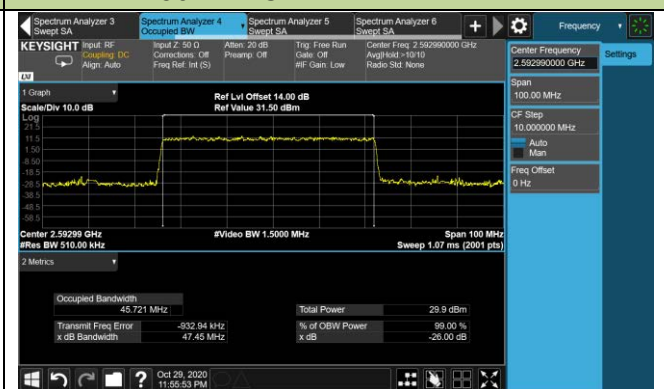 Spectrum Analyzer 3
Swept SA
Spectrum Analyzer 4
Occupied BW
Spectrum Analyzer 5
Swept SA
Spectrum Analyzer 6
Swept SA
+
Frequency
KEYSIGHT
Input: RF
Coupling: DC
Align: Auto
Input Z: 50 Ω
Corrections: Off
Freq Ref: Int (S)
Atten: 20 dB
Preamp: Off
Trig: Free Run
Gate: Off
#IF Gain: Low
Center Freq: 2.592990000 GHz
Avg|Hold:>10/10
Radio Std: None
LXI
Center Frequency
2.592990000 GHz
Settings
Span
100.00 MHz
CF Step
10.000000 MHz
Auto
Man
Freq Offset
0 Hz
1 Graph
Scale/Div 10.0 dB
Ref Lvl Offset 14.00 dB
Ref Value 31.50 dBm
Log
21.5
11.5
1.50
-8.50
-18.5
-28.5
-38.5
-48.5
-58.5
Center 2.59299 GHz
#Res BW 510.00 kHz
#Video BW 1.5000 MHz
Span 100 MHz
Sweep 1.07 ms (2001 pts)
2 Metrics
Occupied Bandwidth
45.721 MHz
Total Power 29.9 dBm
Transmit Freq Error -932.94 kHz
% of OBW Power 99.00 %
x dB Bandwidth 47.45 MHz
x dB -26.00 dB
?
Oct 29, 2020
11:55:53 PM